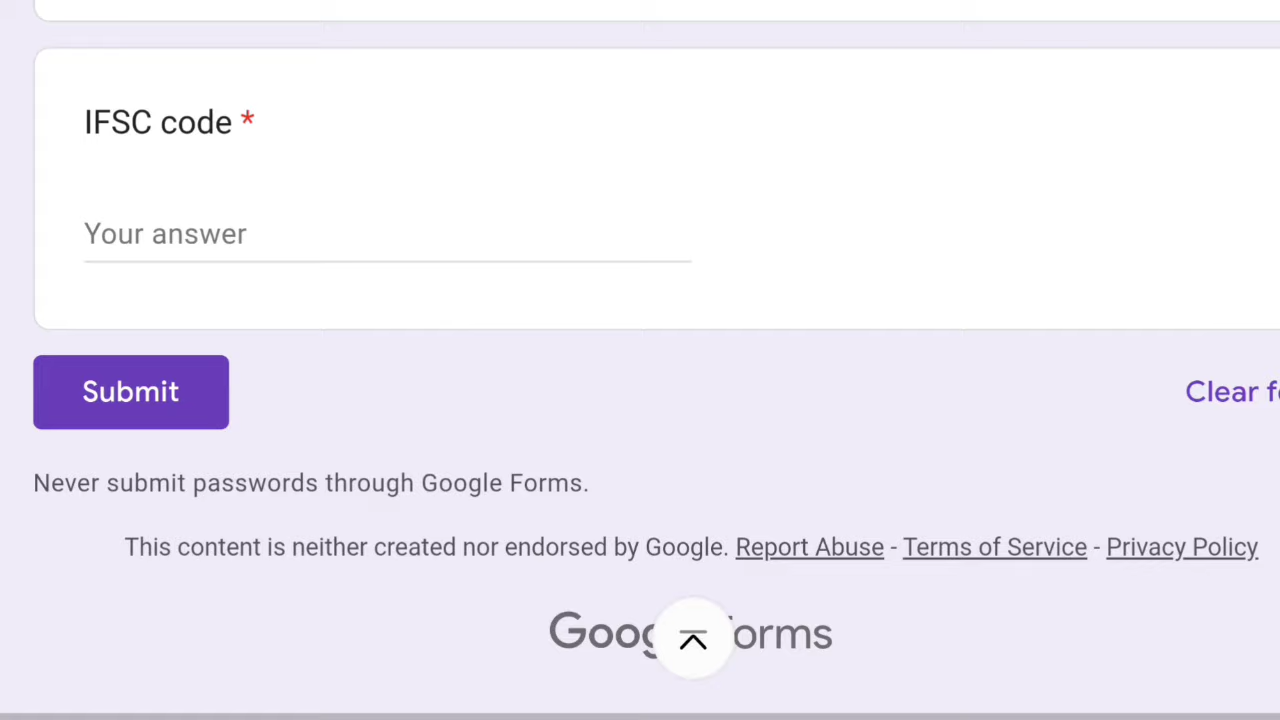 IFSC code *
Your answer
Submit
Clear
Never submit passwords through Google Forms.
This content is neither created nor endorsed by Google. Report Abuse - Terms of Service - Privacy Policy